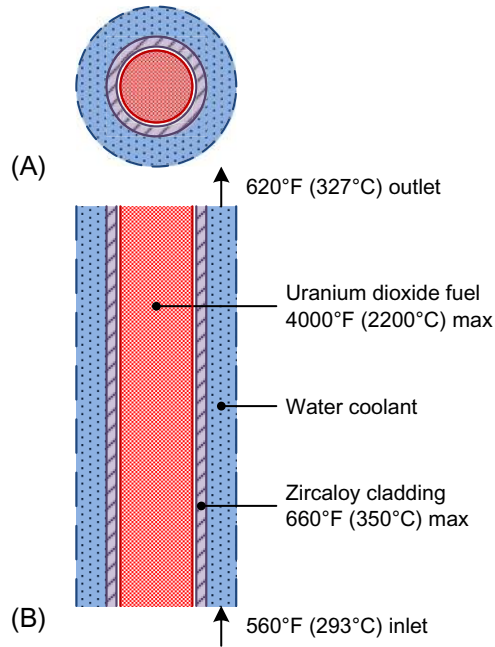 (A)
620°F (327°C) outlet
Uranium dioxide fuel
4000°F (2200°C) max
Water coolant
Zircaloy cladding
660°F (350°C) max
(B)
560°F (293°C) inlet